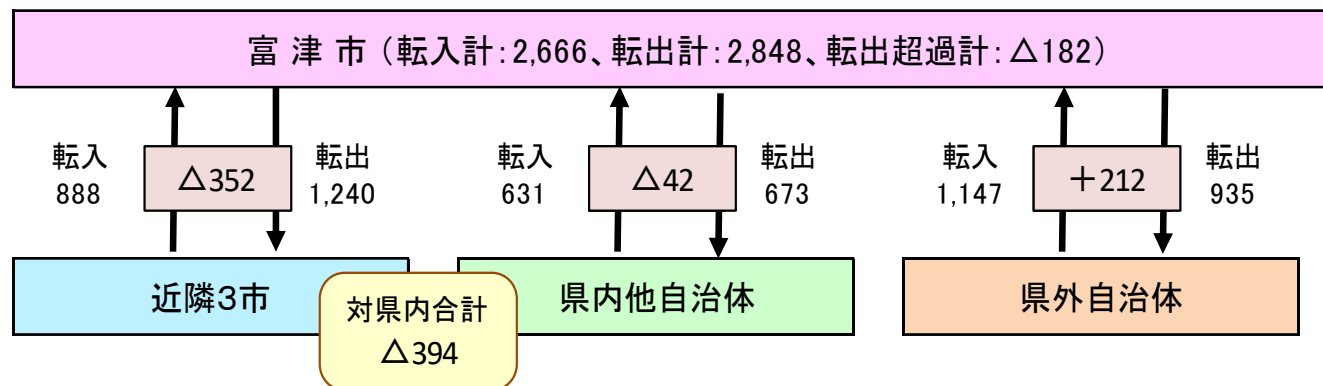 富 津 市 (転入計:2,666、転出計:2,848、転出超過計:△182)
転入
888
△352
転出
1,240
転入
631
△42
転出
673
転入
1,147
+212
転出
935
近隣3市
対県内合計
△394
県内他自治体
県外自治体